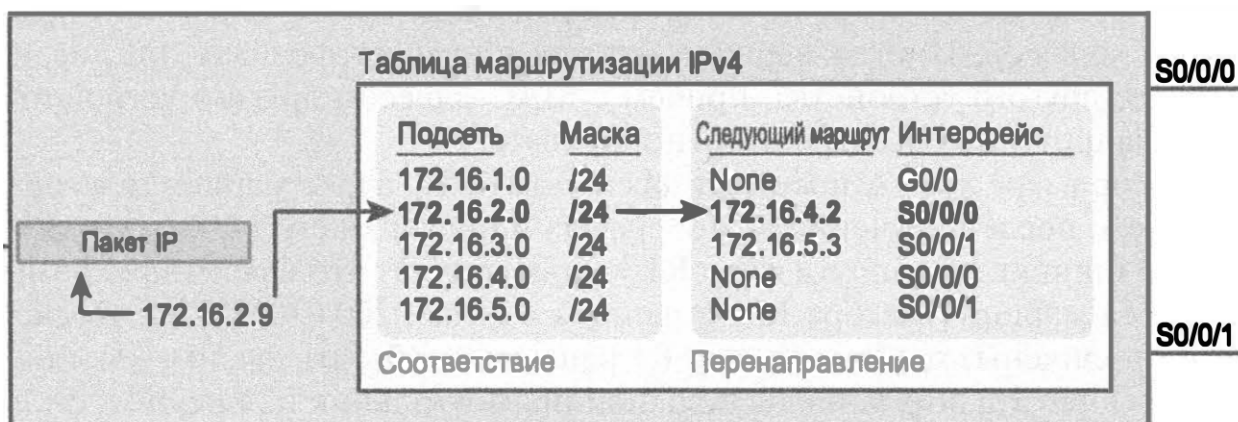 Таблица маршрутизации IPv4
S0/0/0
Подсеть Маска Следующий маршрут Интерфейс
172.16.1.0 /24 None G0/0
172.16.2.0 /24 172.16.4.2 S0/0/0
Пакет IP
172.16.3.0 /24 172.16.5.3 S0/0/1
172.16.4.0 /24 None S0/0/0
172.16.2.9
172.16.5.0 /24 None S0/0/1
S0/0/1
Соответствие Перенаправление